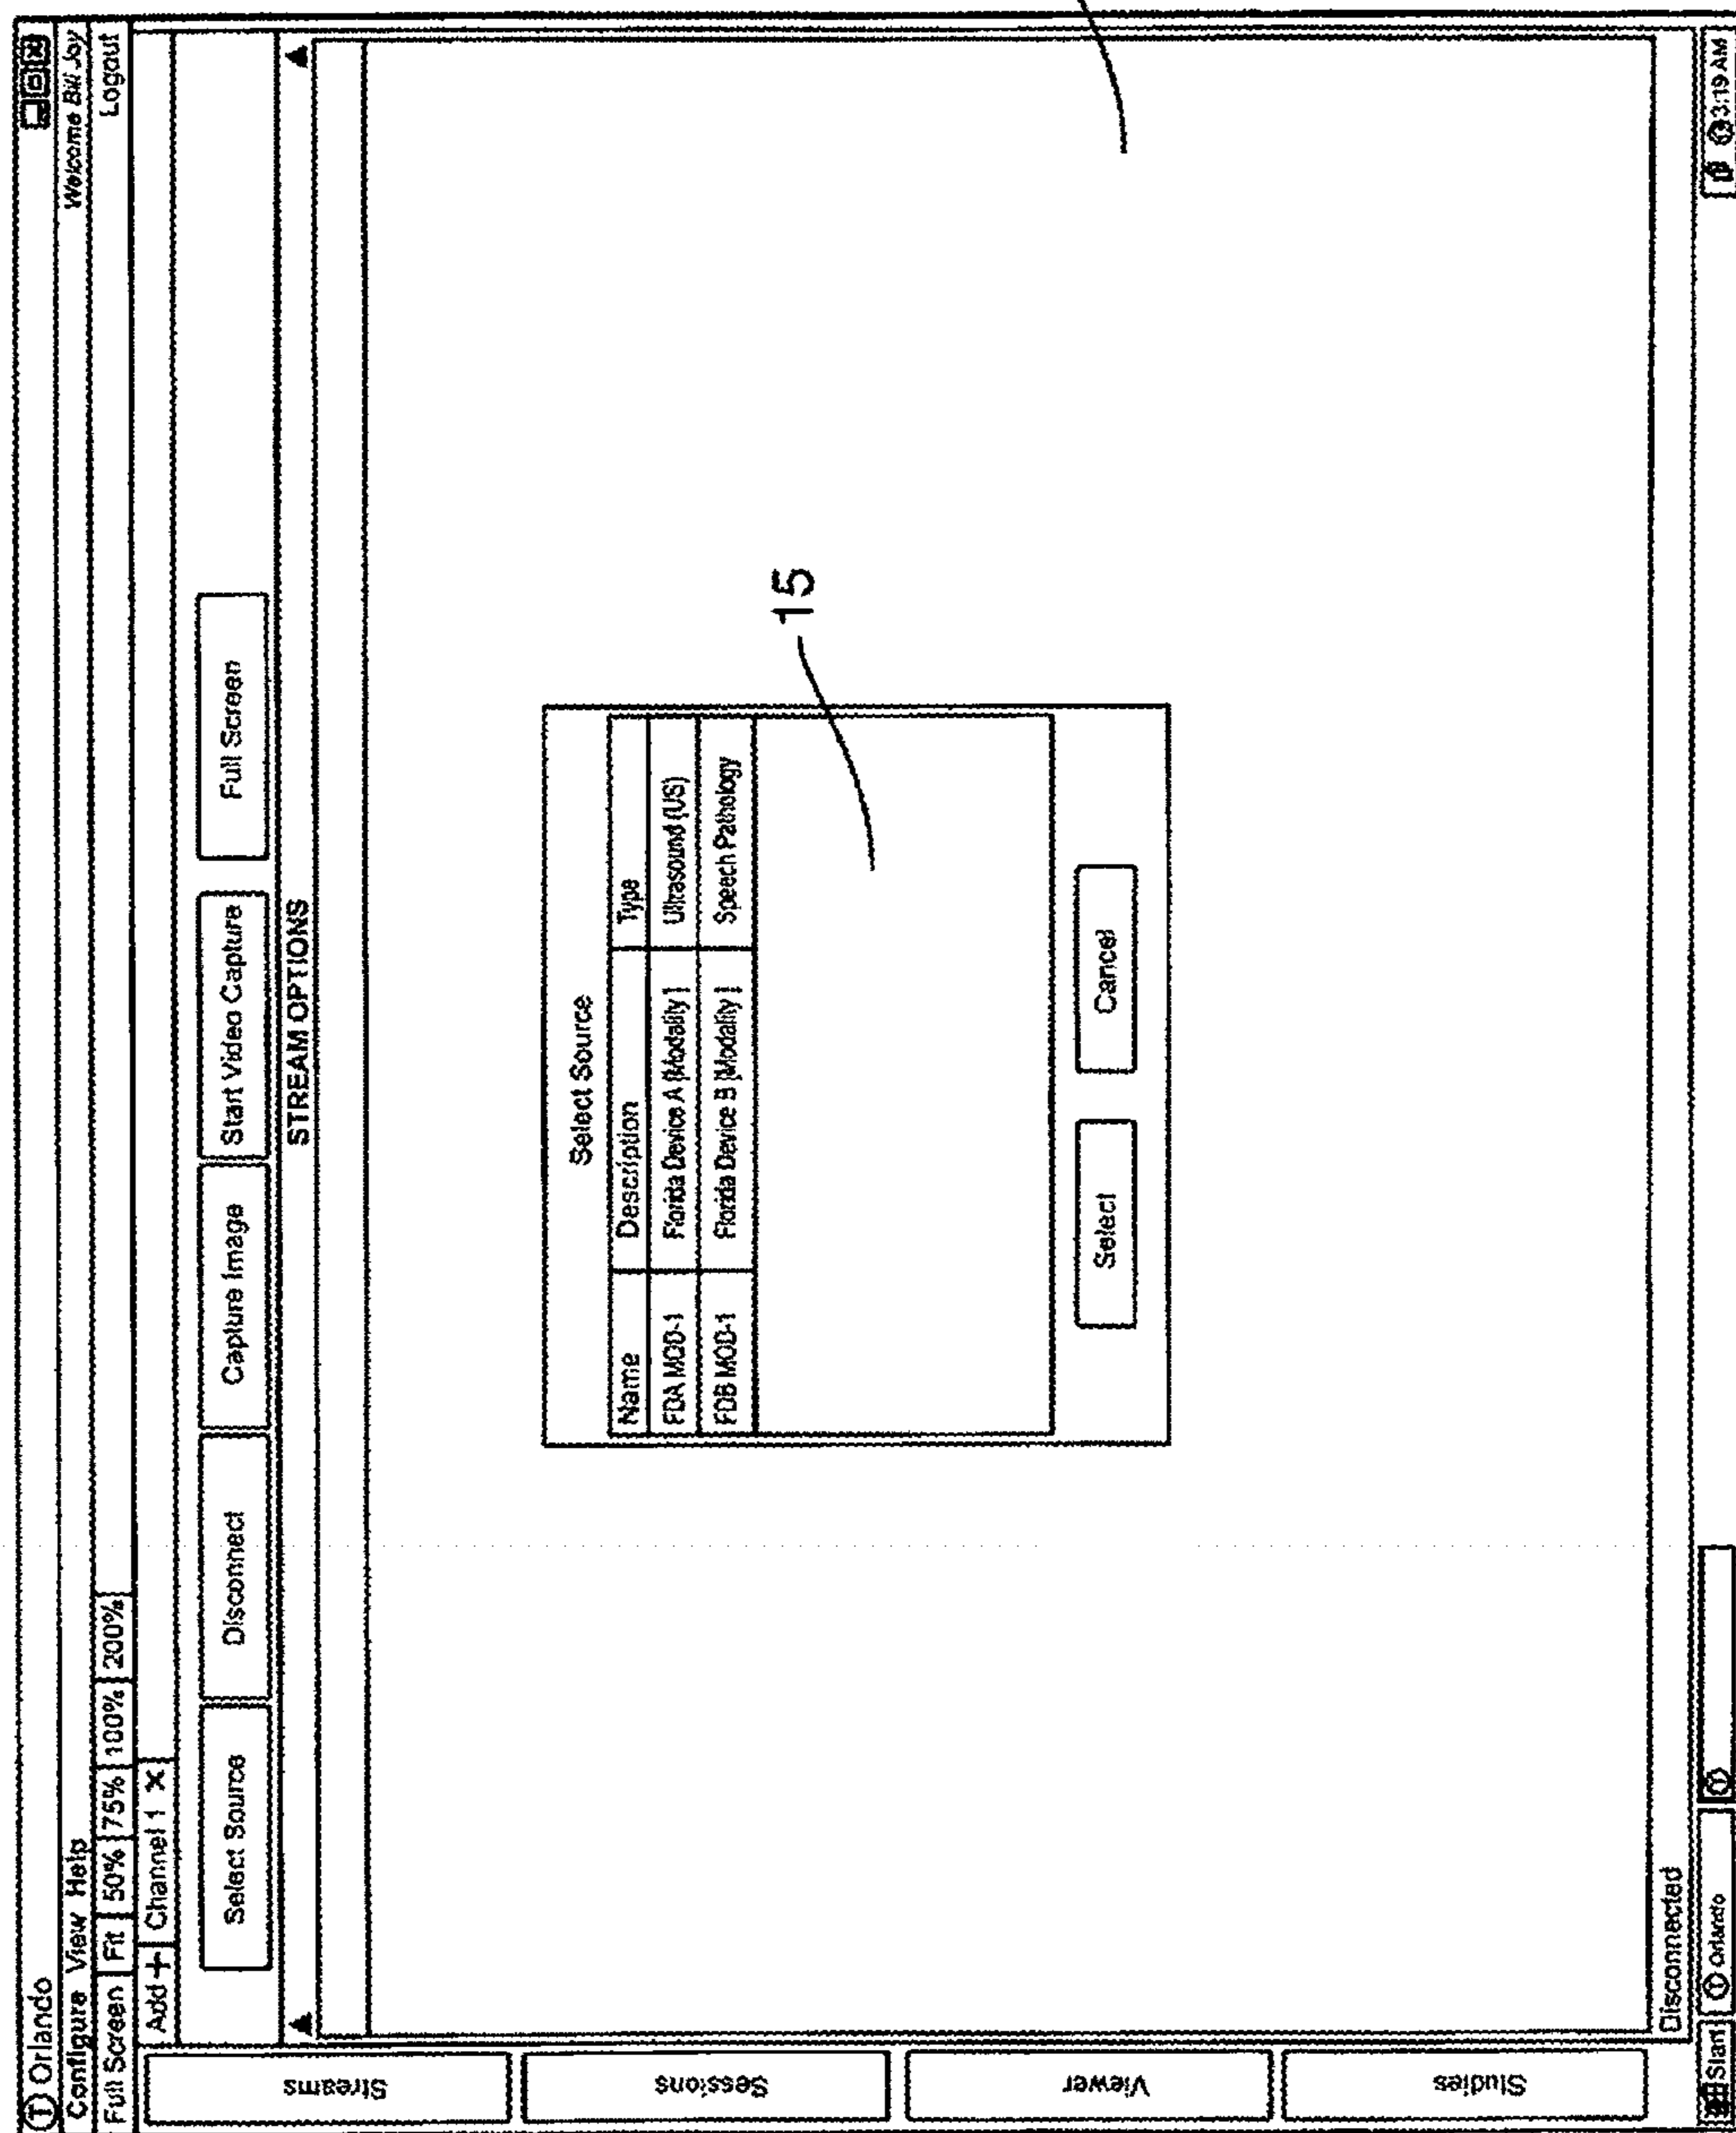 Orlando
Configure View Help Welcome Bill Joy
Full Screen Fit 50% 75% 100% 200% Logout
Add + Channel 1 X
Select Source Disconnect Capture Image Start Video Capture Full Screen
STREAM OPTIONS
Streams
Sessions
Viewer
Studies
Select Source
Name Description Type
FDA MOD-1 Florida Device A [Modality] Ultrasound (US)
FDB MOD-1 Florida Device B [Modality] Speech Pathology
15
Select Cancel
Disconnected
Start Orlando 3:19 AM